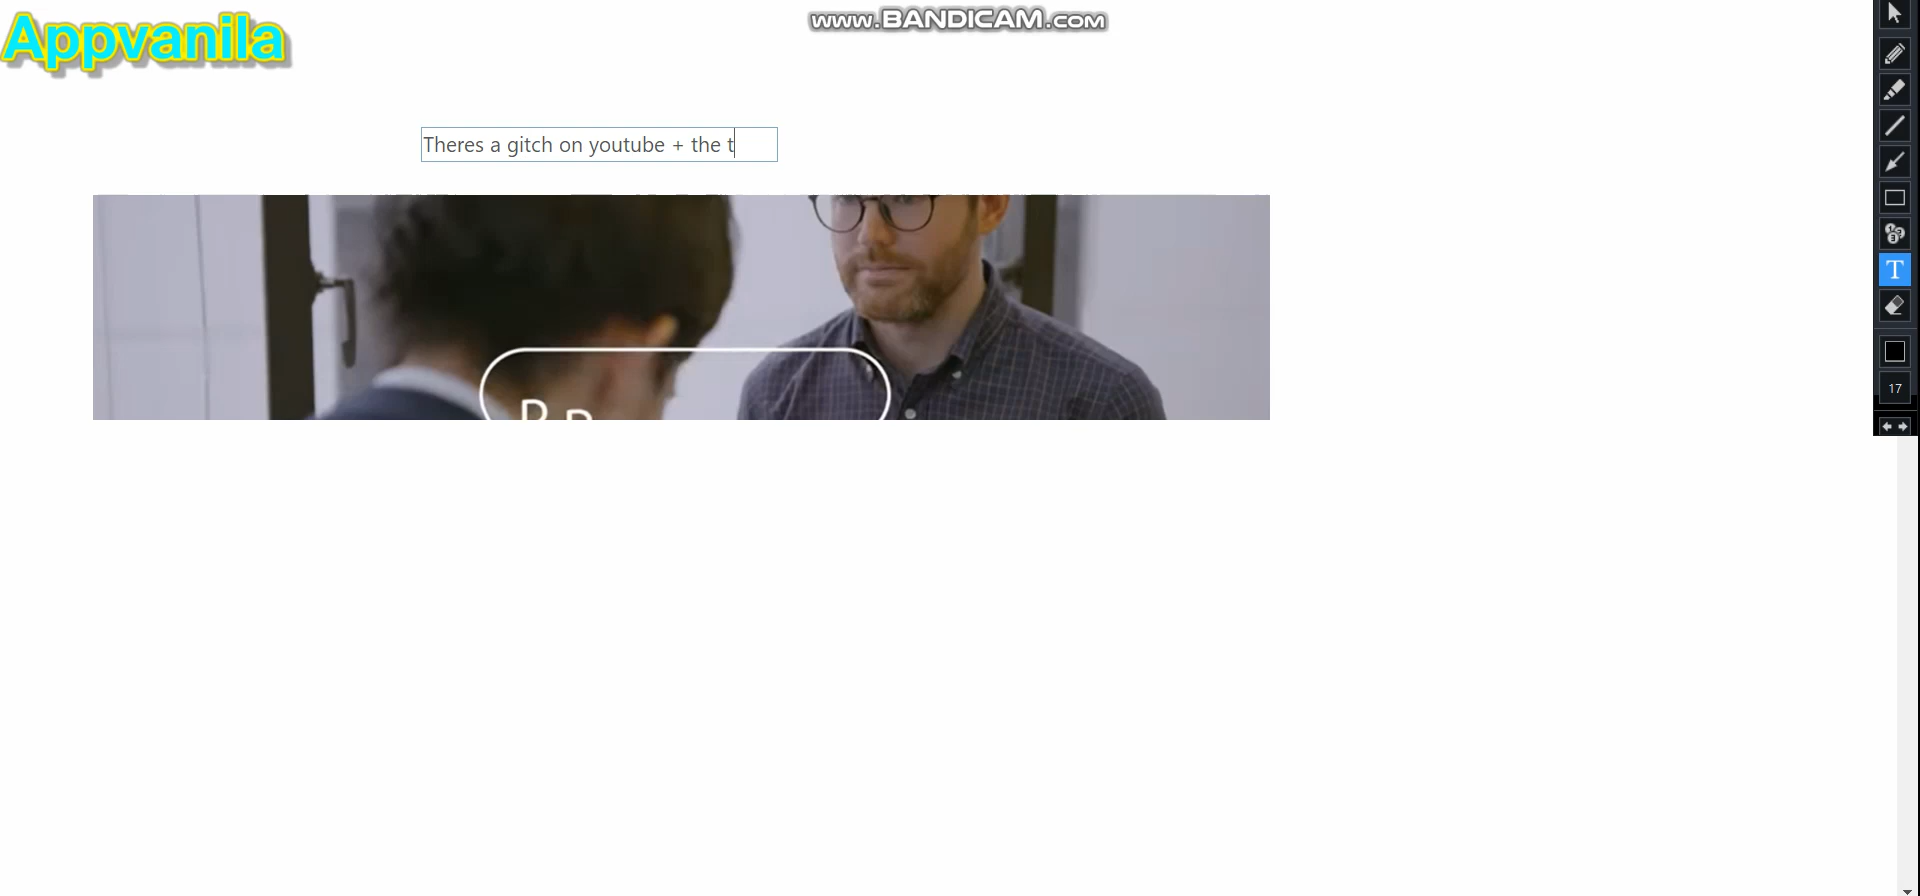 Appvanila
www.BANDICAM.com
Theres a gitch on youtube + the t
T
17